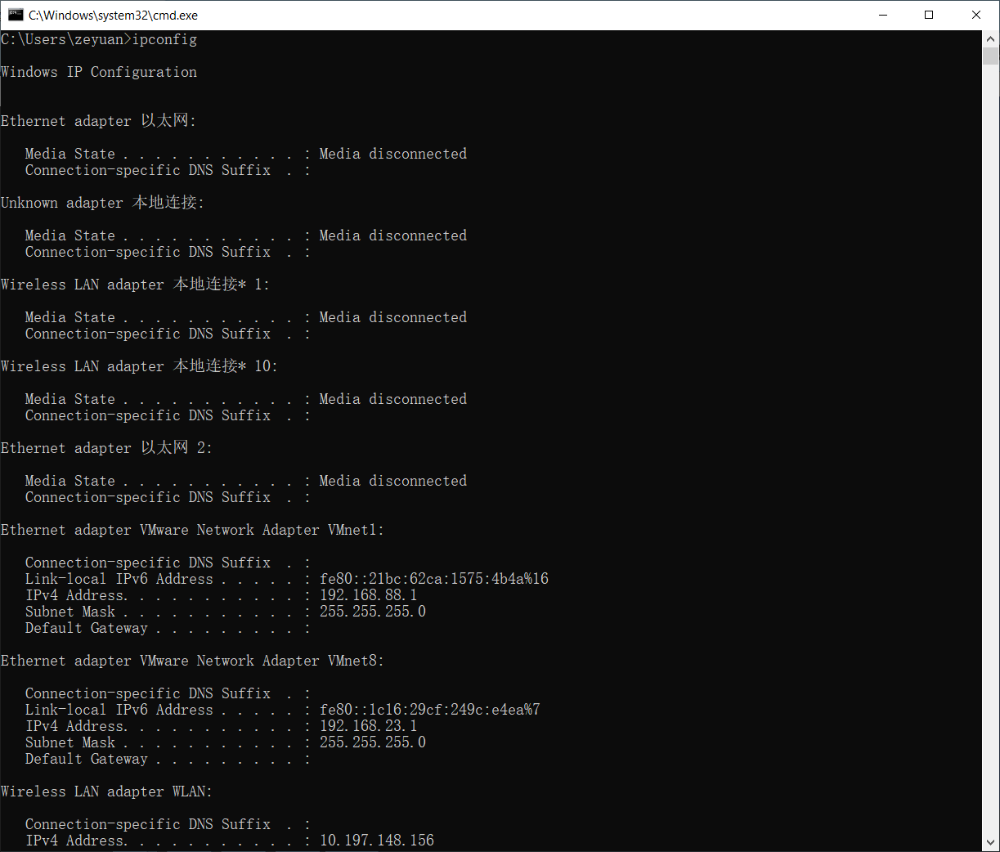 C:\Windows\system32\cmd.exe
C:\Users\zeyuan>ipconfig
Windows IP Configuration
Ethernet adapter 以太网:
Media State . . . . . . . . . . . : Media disconnected
Connection-specific DNS Suffix  . :
Unknown adapter 本地连接:
Media State . . . . . . . . . . . : Media disconnected
Connection-specific DNS Suffix  . :
Wireless LAN adapter 本地连接* 1:
Media State . . . . . . . . . . . : Media disconnected
Connection-specific DNS Suffix  . :
Wireless LAN adapter 本地连接* 10:
Media State . . . . . . . . . . . : Media disconnected
Connection-specific DNS Suffix  . :
Ethernet adapter 以太网 2:
Media State . . . . . . . . . . . : Media disconnected
Connection-specific DNS Suffix  . :
Ethernet adapter VMware Network Adapter VMnet1:
Connection-specific DNS Suffix  . :
Link-local IPv6 Address . . . . . : fe80::21bc:62ca:1575:4b4a%16
IPv4 Address. . . . . . . . . . . : 192.168.88.1
Subnet Mask . . . . . . . . . . . : 255.255.255.0
Default Gateway . . . . . . . . . :
Ethernet adapter VMware Network Adapter VMnet8:
Connection-specific DNS Suffix  . :
Link-local IPv6 Address . . . . . : fe80::1c16:29cf:249c:e4ea%7
IPv4 Address. . . . . . . . . . . : 192.168.23.1
Subnet Mask . . . . . . . . . . . : 255.255.255.0
Default Gateway . . . . . . . . . :
Wireless LAN adapter WLAN:
Connection-specific DNS Suffix  . :
IPv4 Address. . . . . . . . . . . : 10.197.148.156